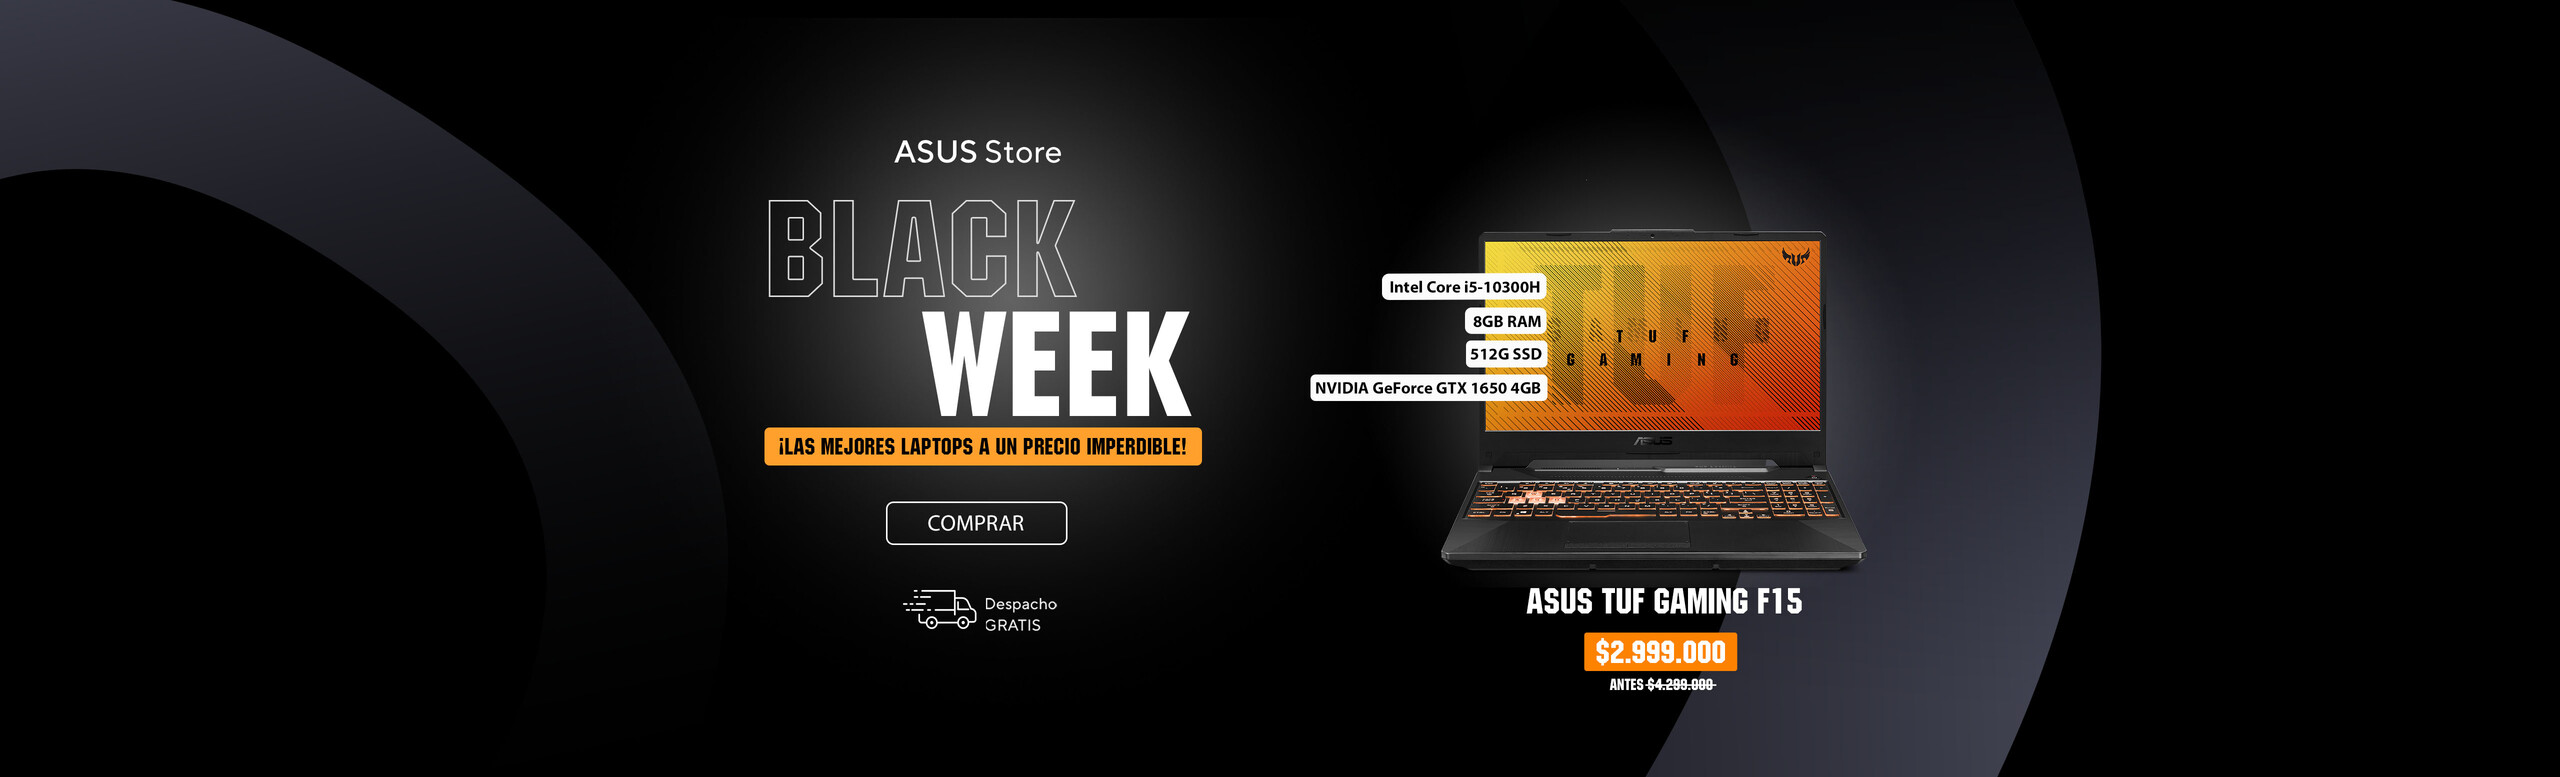 ASUS Store
BLACK
WEEK
¡LAS MEJORES LAPTOPS A UN PRECIO IMPERDIBLE!
COMPRAR
Despacho
GRATIS
Intel Core i5-10300H
8GB RAM
512G SSD
NVIDIA GeForce GTX 1650 4GB
TUF
TUF
GAMING
ASUS
ASUS TUF GAMING F15
$2.999.000
ANTES $4.299.000